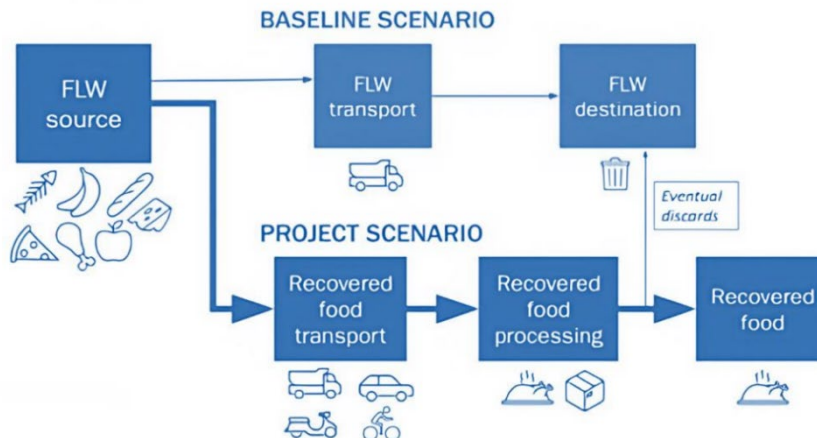 BASELINE SCENARIO
FLW
source
FLW
transport
FLW
destination
Eventual
discards
PROJECT SCENARIO
Recovered
food
transport
Recovered
food
processing
Recovered
food